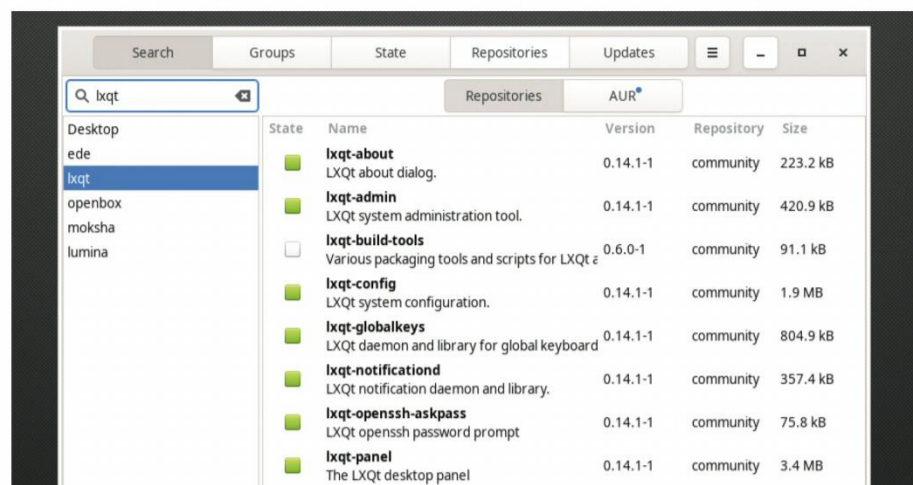 Search Groups State Repositories Updates
lxqt Repositories AUR
Desktop
ede
lxqt
openbox
moksha
lumina
State Name Version Repository Size
lxqt-about
LXQt about dialog.
0.14.1-1 community 223.2 kB
lxqt-admin
LXQt system administration tool.
0.14.1-1 community 420.9 kB
lxqt-build-tools
Various packaging tools and scripts for LXQt
0.6.0-1 community 91.1 kB
lxqt-config
LXQt system configuration.
0.14.1-1 community 1.9 MB
lxqt-globalkeys
LXQt daemon and library for global keyboard
0.14.1-1 community 804.9 kB
lxqt-notificationd
LXQt notification daemon and library.
0.14.1-1 community 357.4 kB
lxqt-openssh-askpass
LXQt openssh password prompt
0.14.1-1 community 75.8 kB
lxqt-panel
The LXQt desktop panel
0.14.1-1 community 3.4 MB